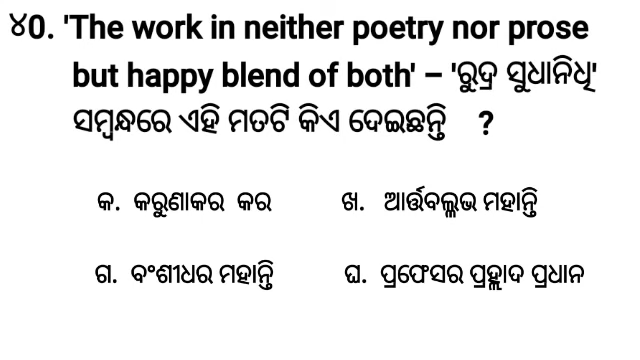 ୪0. 'The work in neither poetry nor prose
but happy blend of both' – 'ରୁଦ୍ର ସୁଧାନିଧି'
ସମ୍ବନ୍ଧରେ ଏହି ମତଟି କିଏ ଦେଇଛନ୍ତି ?
କ. କରୁଣାକର କର ଖ. ଆର୍ତ୍ତବଲ୍ଲଭ ମହାନ୍ତି
ଗ. ବଂଶୀଧର ମହାନ୍ତି ଘ. ପ୍ରଫେସର ପ୍ରହ୍ଲାଦ ପ୍ରଧାନ